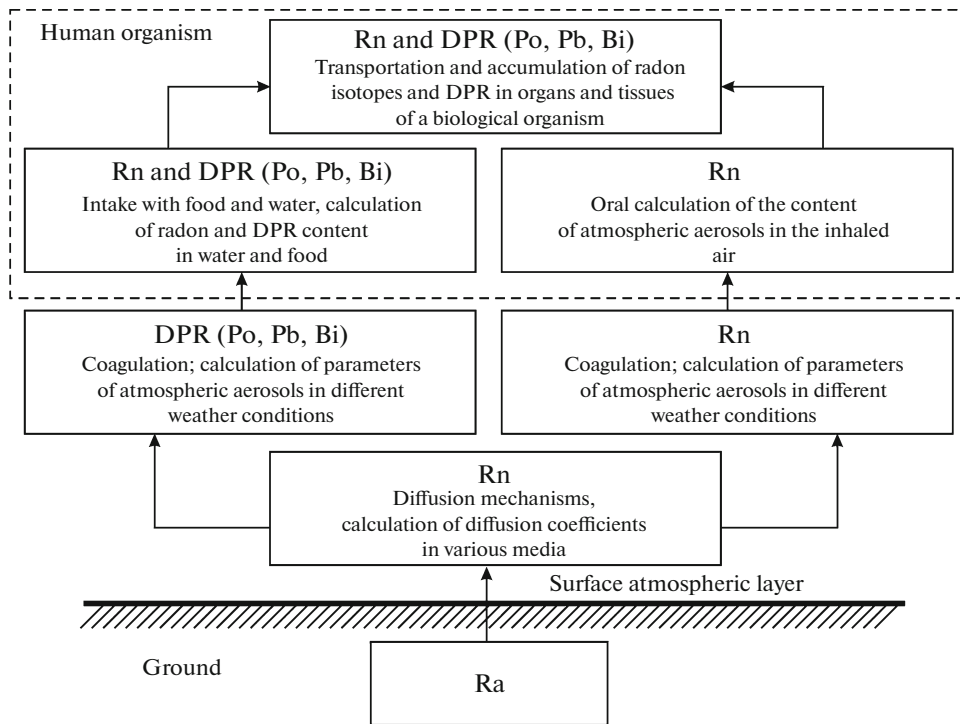 Human organism
Rn and DPR (Po, Pb, Bi)
Transportation and accumulation of radon
isotopes and DPR in organs and tissues
of a biological organism
Rn and DPR (Po, Pb, Bi)
Intake with food and water, calculation
of radon and DPR content
in water and food
Rn
Oral calculation of the content
of atmospheric aerosols in the inhaled
air
DPR (Po, Pb, Bi)
Coagulation; calculation of parameters
of atmospheric aerosols in different
weather conditions
Rn
Coagulation; calculation of parameters
of atmospheric aerosols in different
weather conditions
Rn
Diffusion mechanisms,
calculation of diffusion coefficients
in various media
Surface atmospheric layer
Ground
Ra